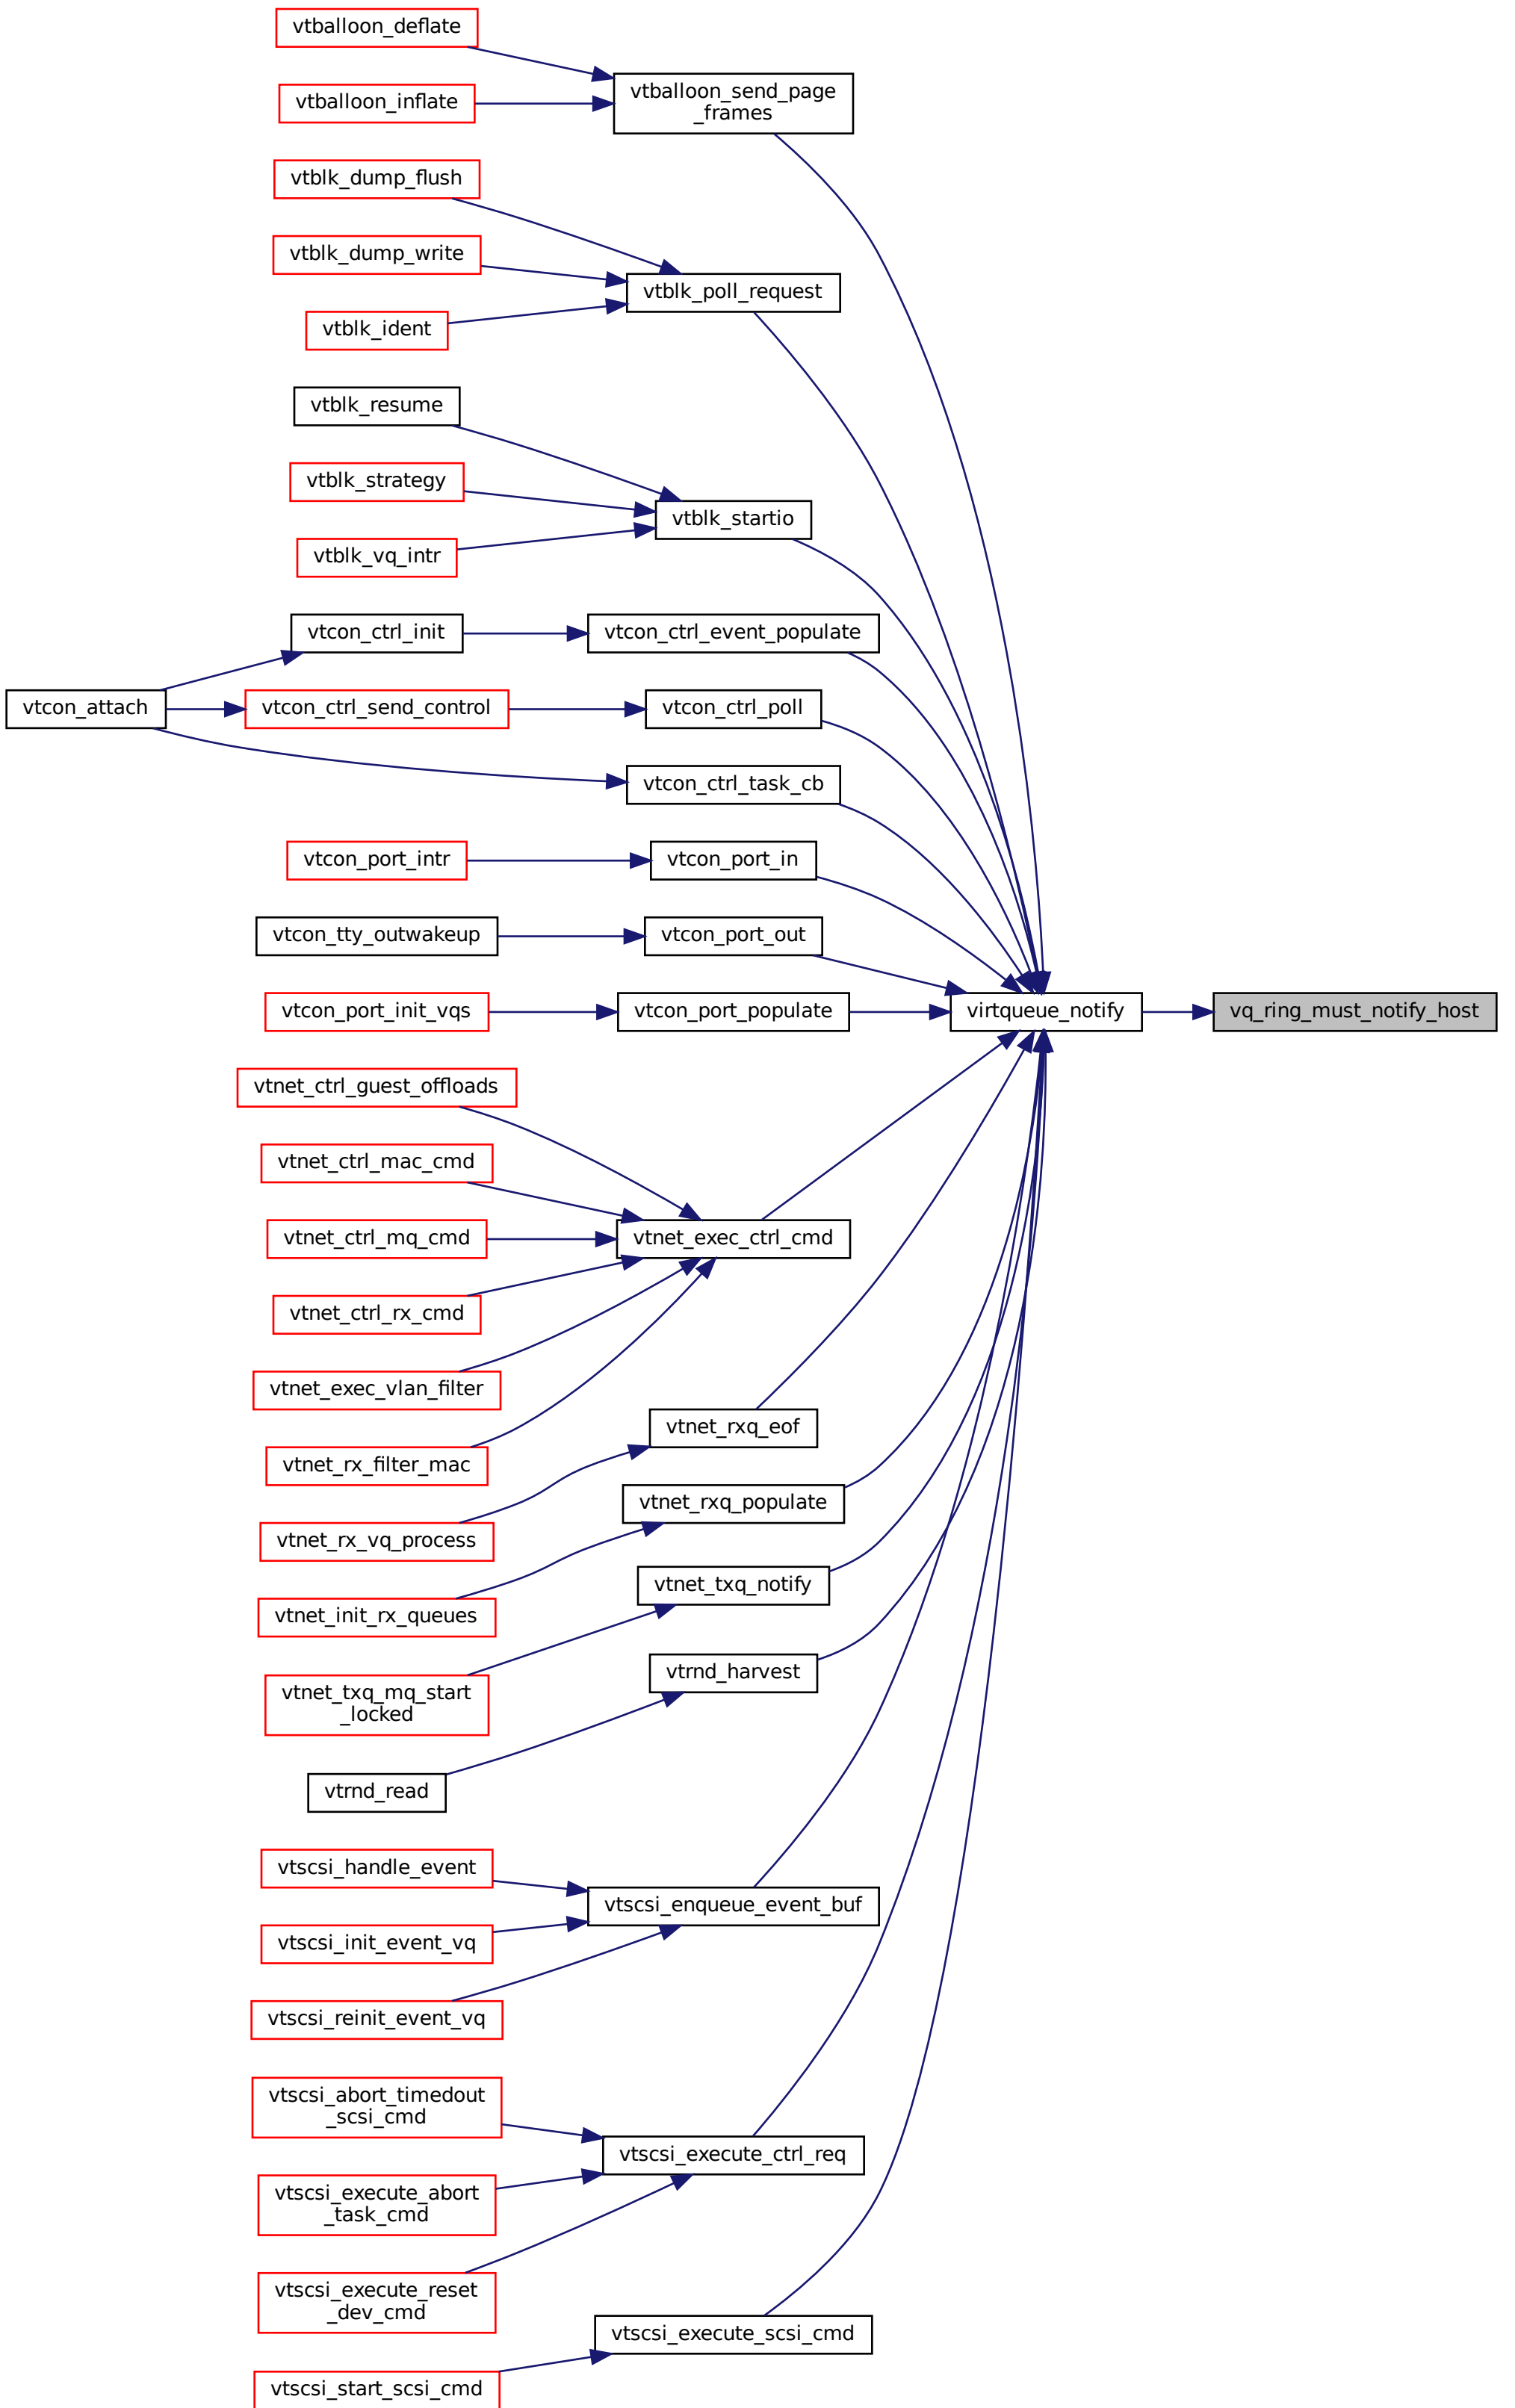 vtballoon_deflate
vtballoon_send_page
_frames
vtballoon_inflate
vtblk_dump_flush
vtblk_dump_write
vtblk_poll_request
vtblk_ident
vtblk_resume
vtblk_strategy
vtblk_startio
vtblk_vq_intr
vtcon_ctrl_init
vtcon_ctrl_event_populate
vtcon_attach
vtcon_ctrl_send_control
vtcon_ctrl_poll
vtcon_ctrl_task_cb
vtcon_port_intr
vtcon_port_in
vtcon_tty_outwakeup
vtcon_port_out
vtcon_port_init_vqs
vtcon_port_populate
virtqueue_notify
vq_ring_must_notify_host
vtnet_ctrl_guest_offloads
vtnet_ctrl_mac_cmd
vtnet_ctrl_mq_cmd
vtnet_exec_ctrl_cmd
vtnet_ctrl_rx_cmd
vtnet_exec_vlan_filter
vtnet_rxq_eof
vtnet_rx_filter_mac
vtnet_rxq_populate
vtnet_rx_vq_process
vtnet_txq_notify
vtnet_init_rx_queues
vtrnd_harvest
vtnet_txq_mq_start
_locked
vtrnd_read
vtscsi_handle_event
vtscsi_enqueue_event_buf
vtscsi_init_event_vq
vtscsi_reinit_event_vq
vtscsi_abort_timedout
_scsi_cmd
vtscsi_execute_ctrl_req
vtscsi_execute_abort
_task_cmd
vtscsi_execute_reset
_dev_cmd
vtscsi_execute_scsi_cmd
vtscsi_start_scsi_cmd